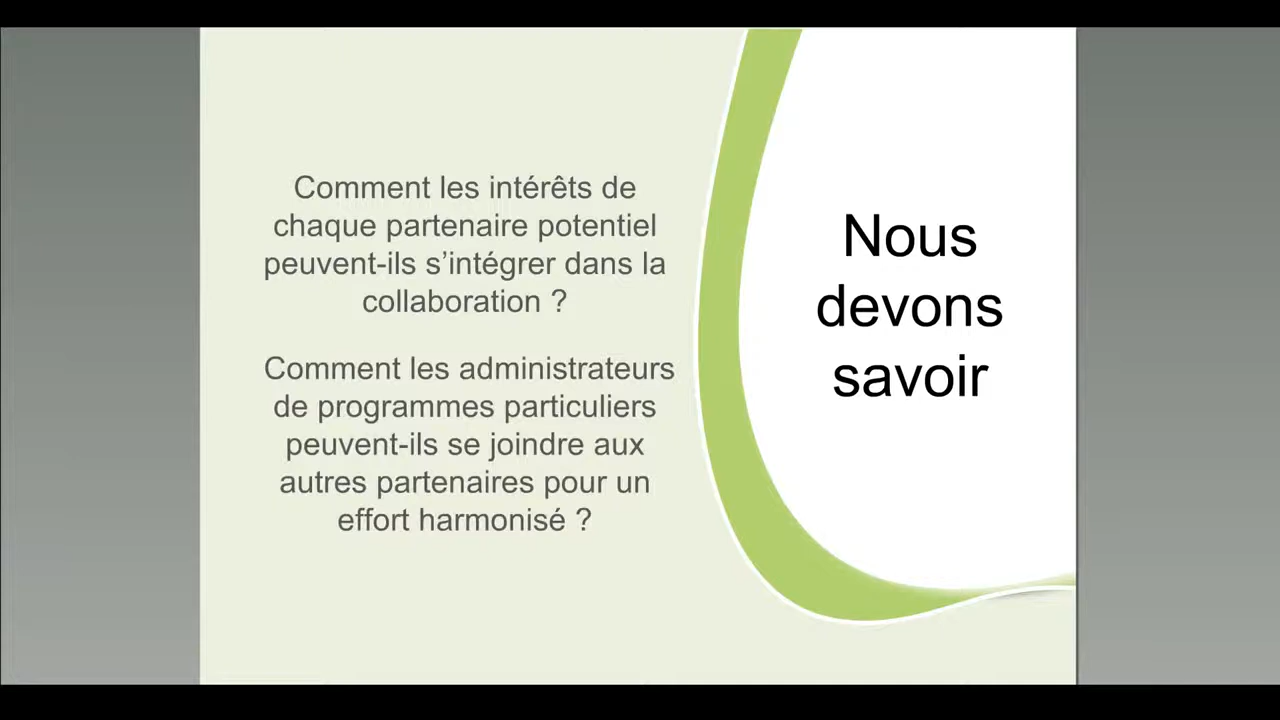 Comment les intérêts de
chaque partenaire potentiel
peuvent-ils s’intégrer dans la
collaboration ?
Comment les administrateurs
de programmes particuliers
peuvent-ils se joindre aux
autres partenaires pour un
effort harmonisé ?
Nous
devons
savoir